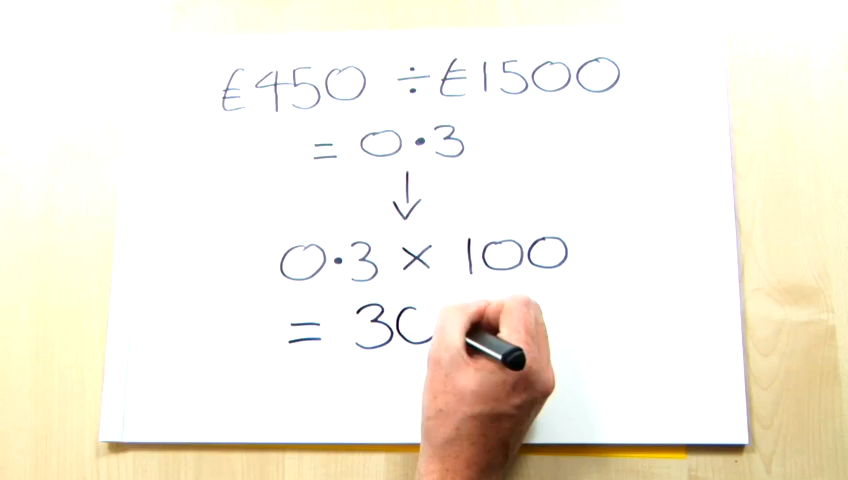 £450 ÷ £1500
= 0·3
↓
0·3 × 100
= 30